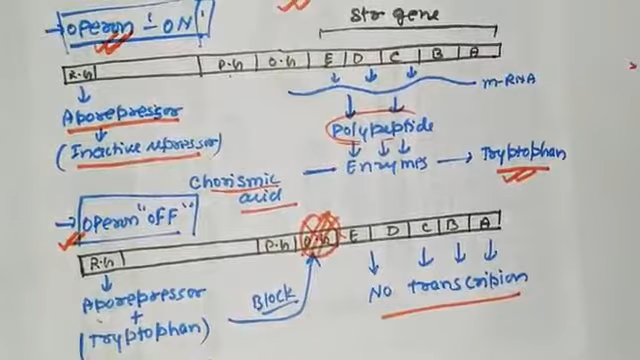 Operon - 'ON'
Str gene
R.G P.G O.G E D C B A
m-RNA
Aporepressor
(Inactive repressor)
Polypeptide
Enzymes → Tryptophan
Chorismic acid
Operon "OFF"
R.G P.G O.G E D C B A
Aporepressor
+
(Tryptophan)
Block
No transcription